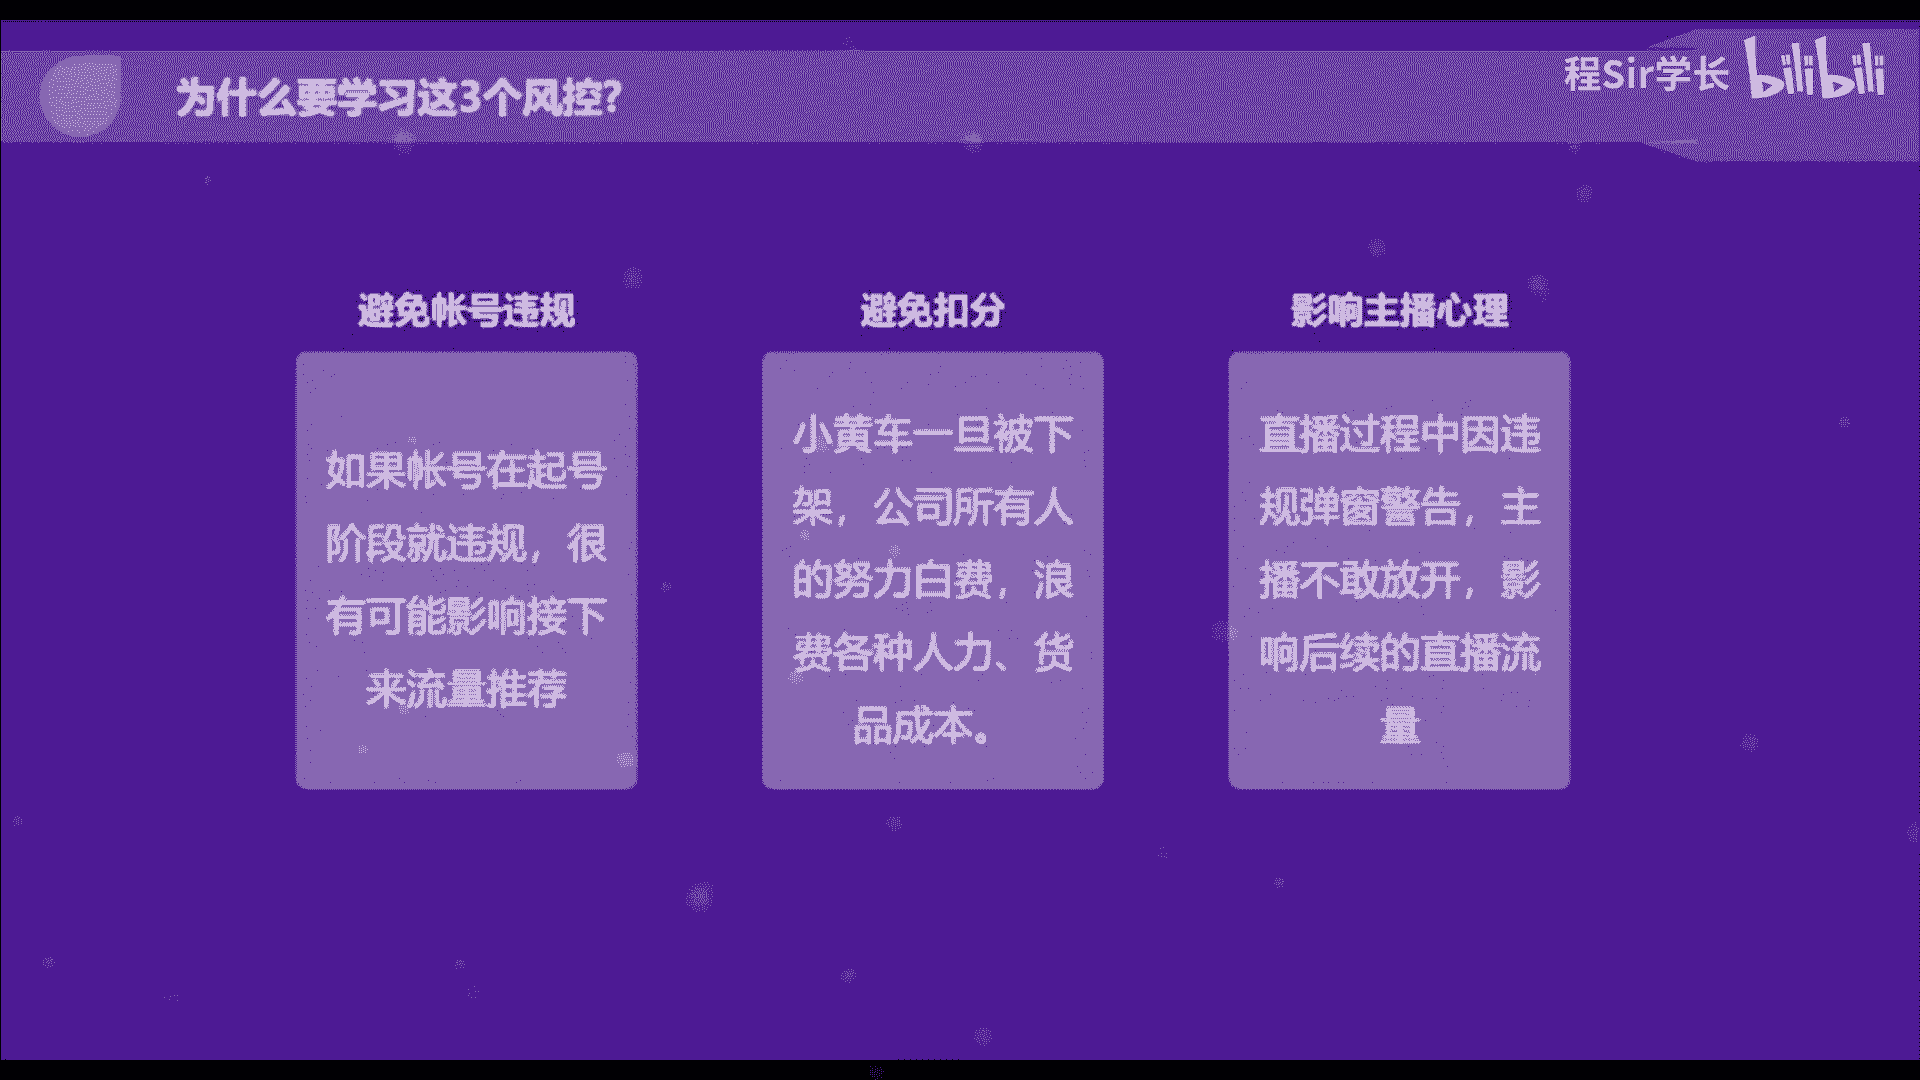 为什么要学习这3个风控?
程Sir学长 bilibili
避免帐号违规
如果帐号在起号
阶段就违规，很
有可能影响接下
来流量推荐
避免扣分
小黄车一旦被下
架，公司所有人
的努力白费，浪
费各种人力、货
品成本。
影响主播心理
直播过程中因违
规弹窗警告，主
播不敢放开，影
响后续的直播流
量